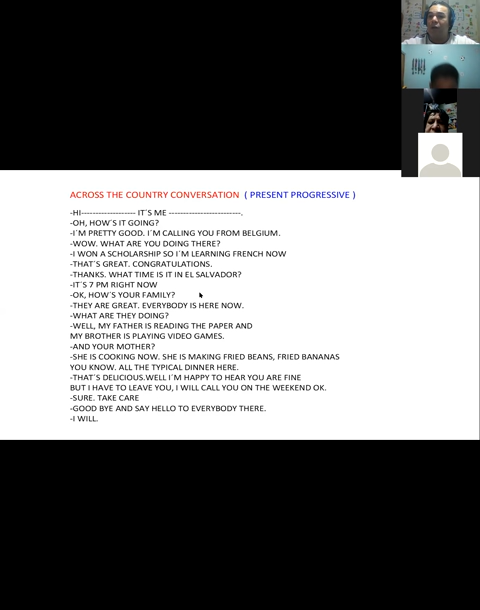 ACROSS THE COUNTRY CONVERSATION ( PRESENT PROGRESSIVE )
-HI------------------- IT´S ME -------------------------.
-OH, HOW´S IT GOING?
-I´M PRETTY GOOD. I´M CALLING YOU FROM BELGIUM.
-WOW. WHAT ARE YOU DOING THERE?
-I WON A SCHOLARSHIP SO I´M LEARNING FRENCH NOW
-THAT´S GREAT. CONGRATULATIONS.
-THANKS. WHAT TIME IS IT IN EL SALVADOR?
-IT´S 7 PM RIGHT NOW
-OK, HOW´S YOUR FAMILY?
-THEY ARE GREAT. EVERYBODY IS HERE NOW.
-WHAT ARE THEY DOING?
-WELL, MY FATHER IS READING THE PAPER AND
MY BROTHER IS PLAYING VIDEO GAMES.
-AND YOUR MOTHER?
-SHE IS COOKING NOW. SHE IS MAKING FRIED BEANS, FRIED BANANAS
YOU KNOW. ALL THE TYPICAL DINNER HERE.
-THAT´S DELICIOUS.WELL I´M HAPPY TO HEAR YOU ARE FINE
BUT I HAVE TO LEAVE YOU, I WILL CALL YOU ON THE WEEKEND OK.
-SURE. TAKE CARE
-GOOD BYE AND SAY HELLO TO EVERYBODY THERE.
-I WILL.